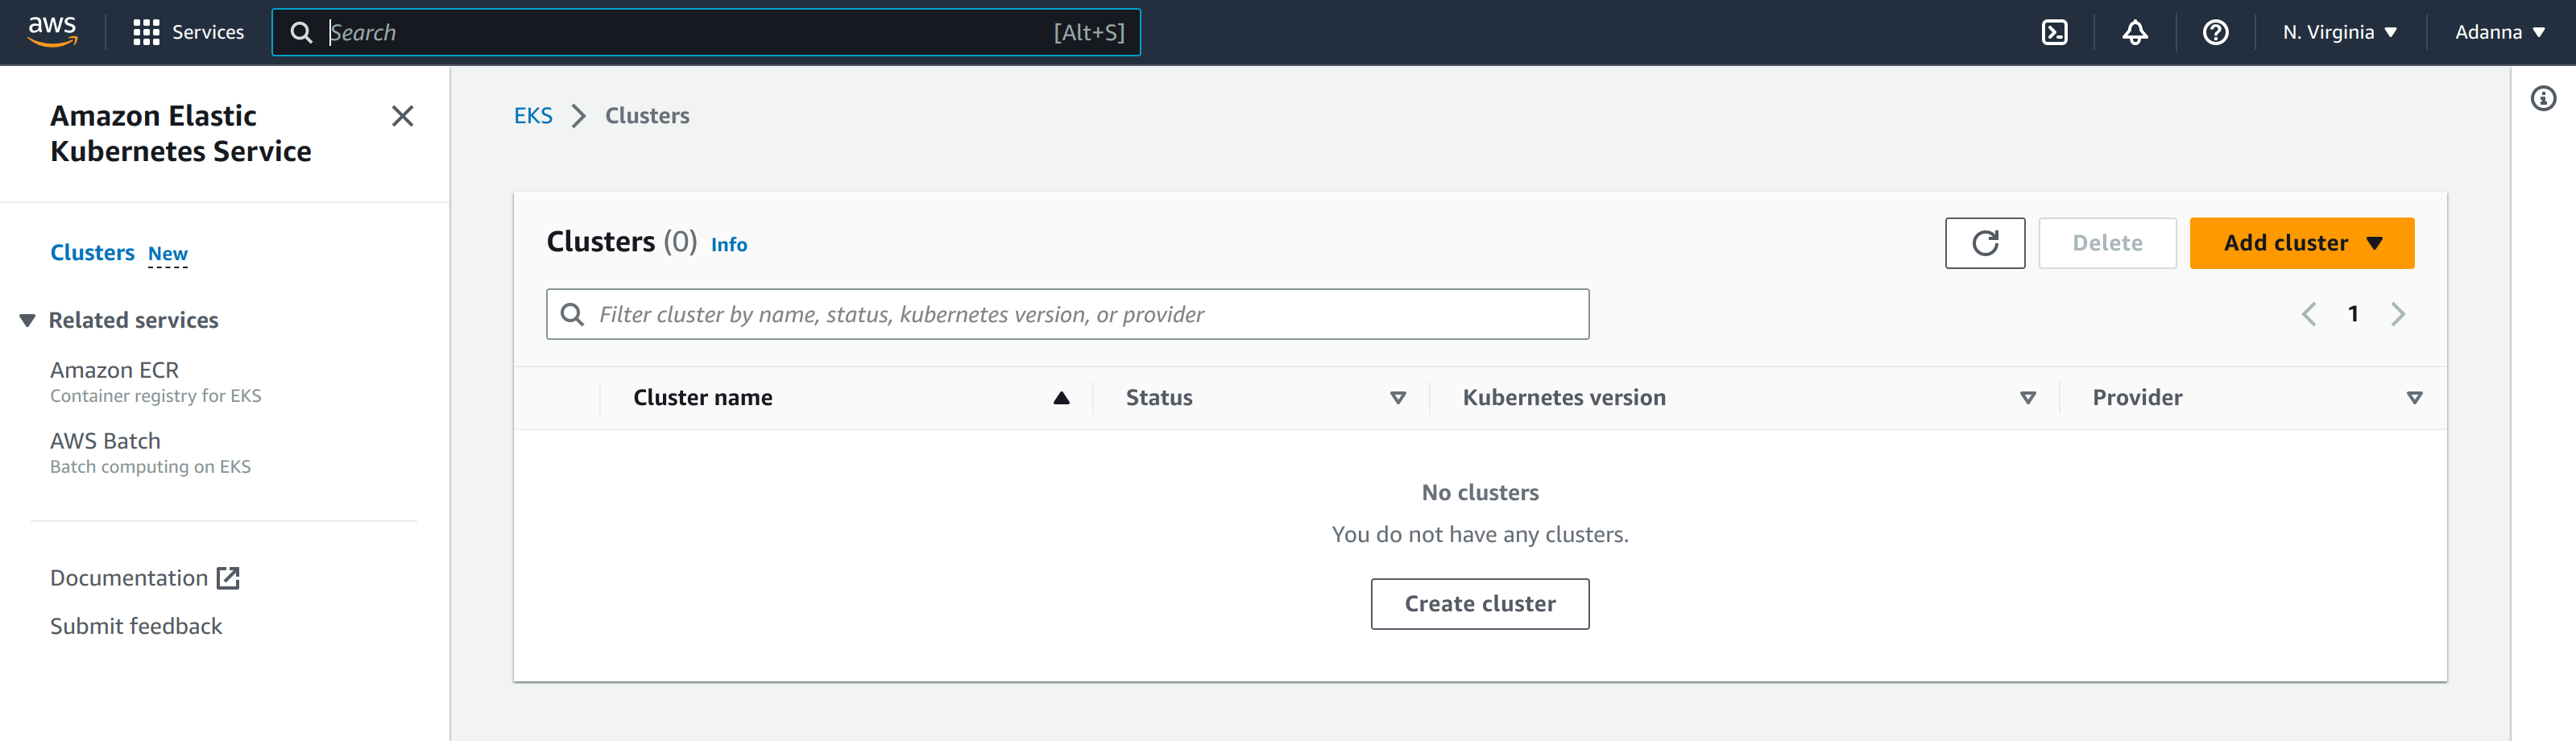 aws
Services
Search
[Alt+S]
N. Virginia
Adanna
Amazon Elastic
Kubernetes Service
Clusters New
Related services
Amazon ECR
Container registry for EKS
AWS Batch
Batch computing on EKS
Documentation
Submit feedback
EKS
Clusters
Clusters (0) Info
Delete
Add cluster
Filter cluster by name, status, kubernetes version, or provider
1
Cluster name
Status
Kubernetes version
Provider
No clusters
You do not have any clusters.
Create cluster